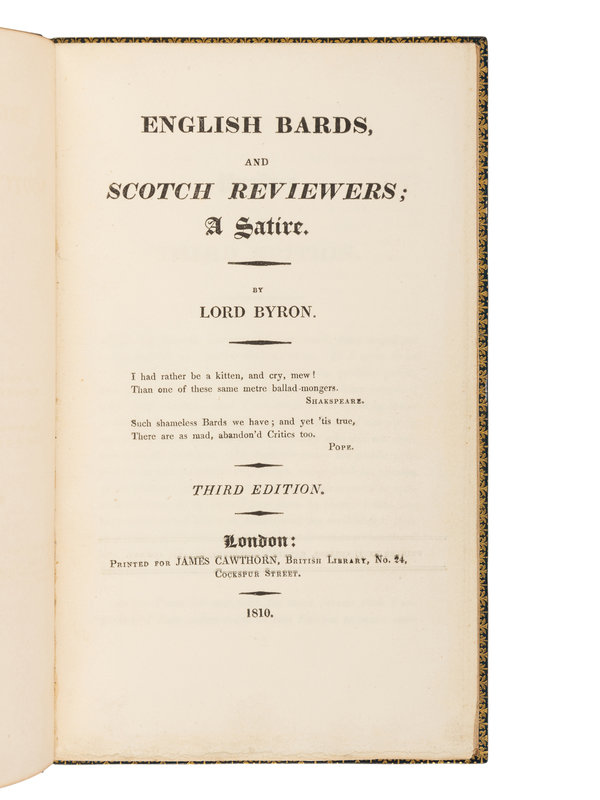 ENGLISH BARDS,
AND
SCOTCH REVIEWERS;
A Satire.
BY
LORD BYRON.
I had rather be a kitten, and cry, mew!
Than one of these same metre ballad-mongers.
SHAKSPEARE.
Such shameless Bards we have; and yet 'tis true,
There are as mad, abandon'd Critics too.
POPE.
THIRD EDITION.
London:
PRINTED FOR JAMES CAWTHORN, BRITISH LIBRARY, No. 24,
COCKSPUR STREET.
1810.